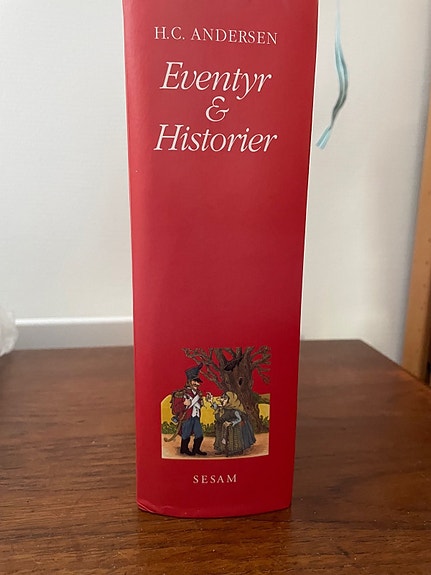 H.C. ANDERSEN
Eventyr
&
Historier
SESAM